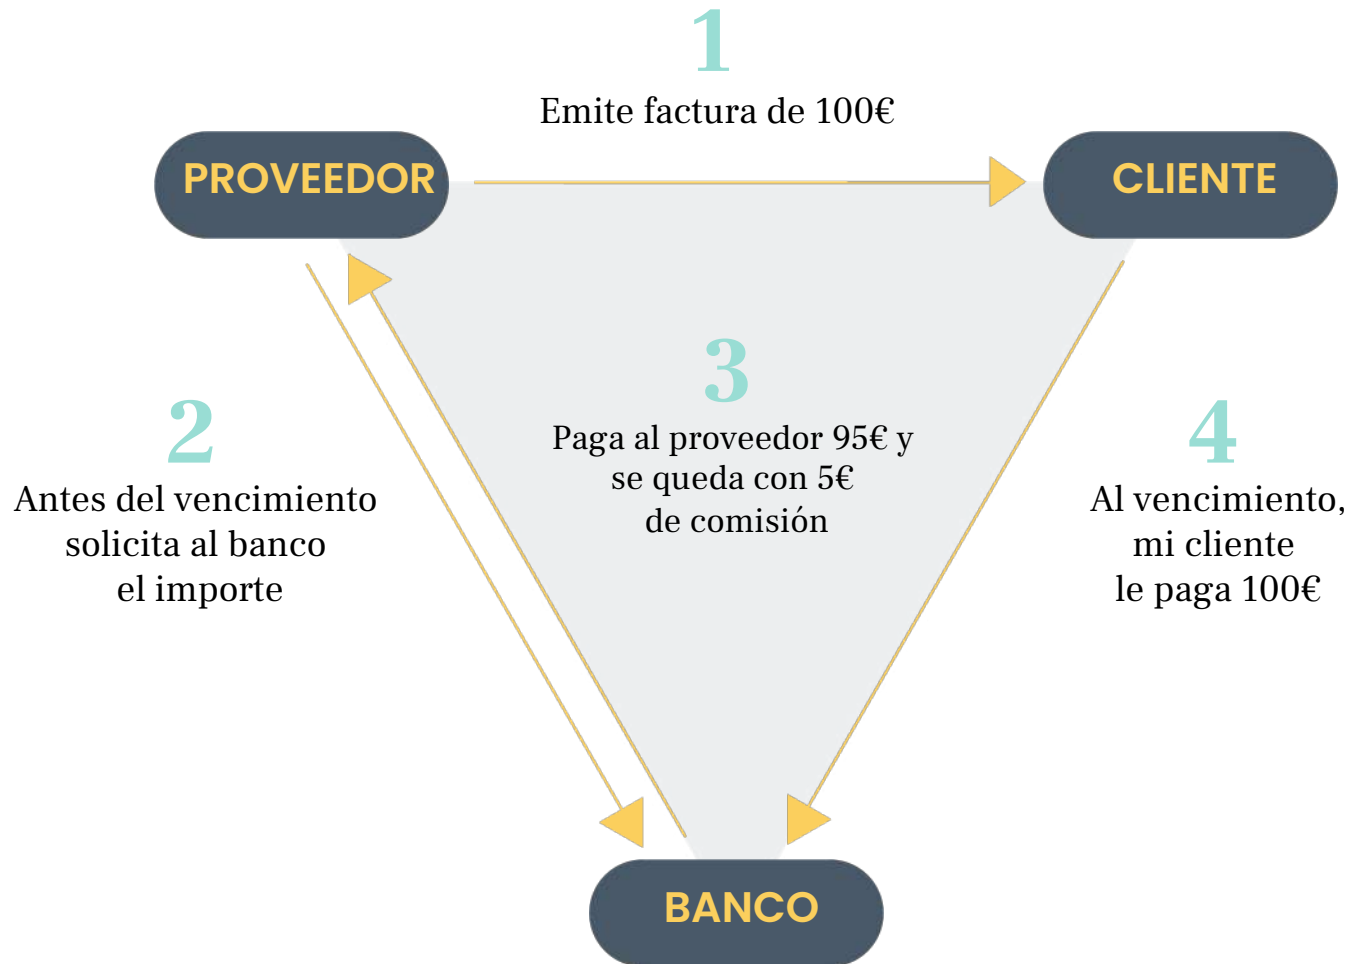 1
Emite factura de 100€
PROVEEDOR
CLIENTE
2
Antes del vencimiento
solicita al banco
el importe
3
Paga al proveedor 95€ y
se queda con 5€
de comisión
4
Al vencimiento,
mi cliente
le paga 100€
BANCO